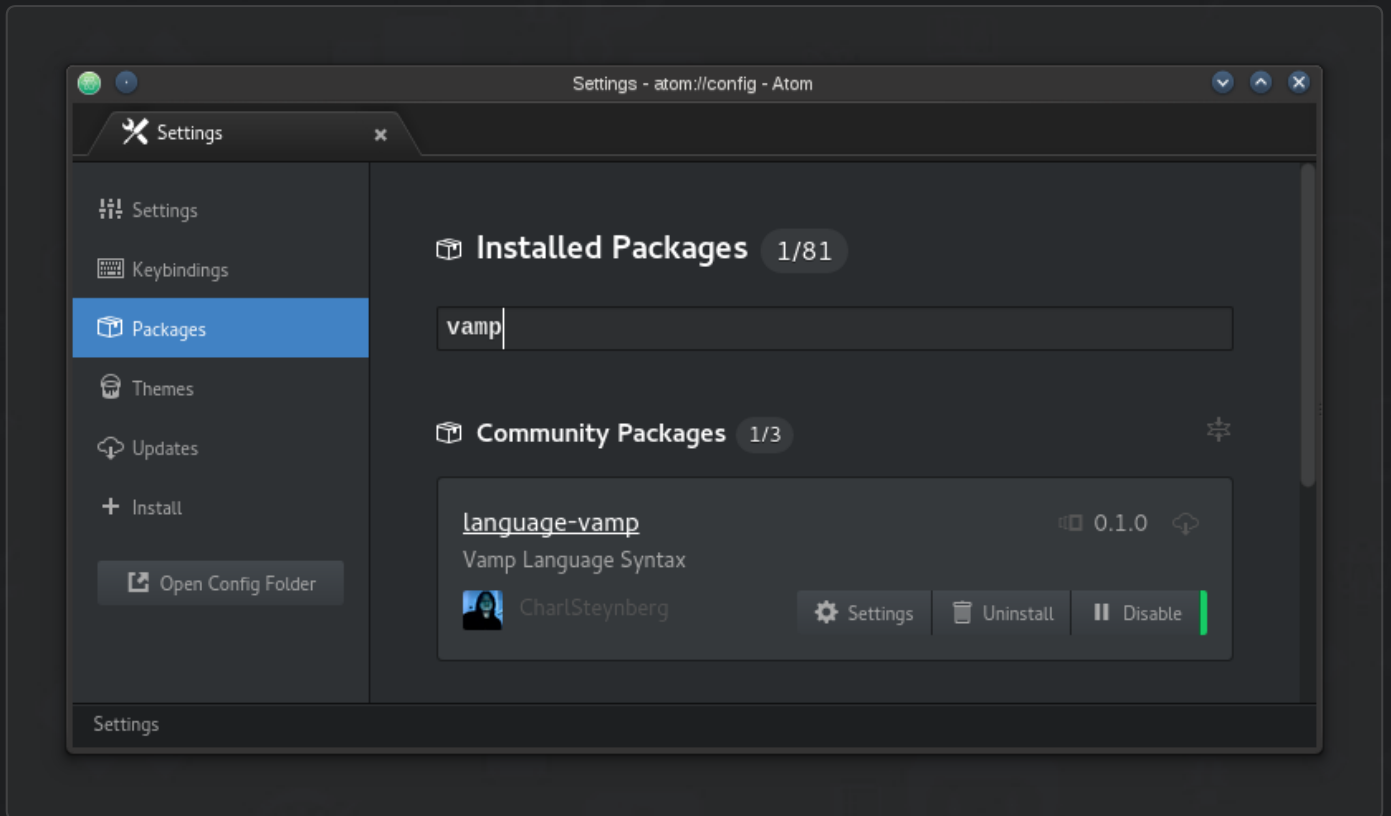 Settings - atom://config - Atom
Settings
Settings
Keybindings
Packages
Themes
Updates
Install
Open Config Folder
Installed Packages 1/81
vamp
Community Packages 1/3
language-vamp 0.1.0
Vamp Language Syntax
CharlSteynberg Settings Uninstall Disable
Settings